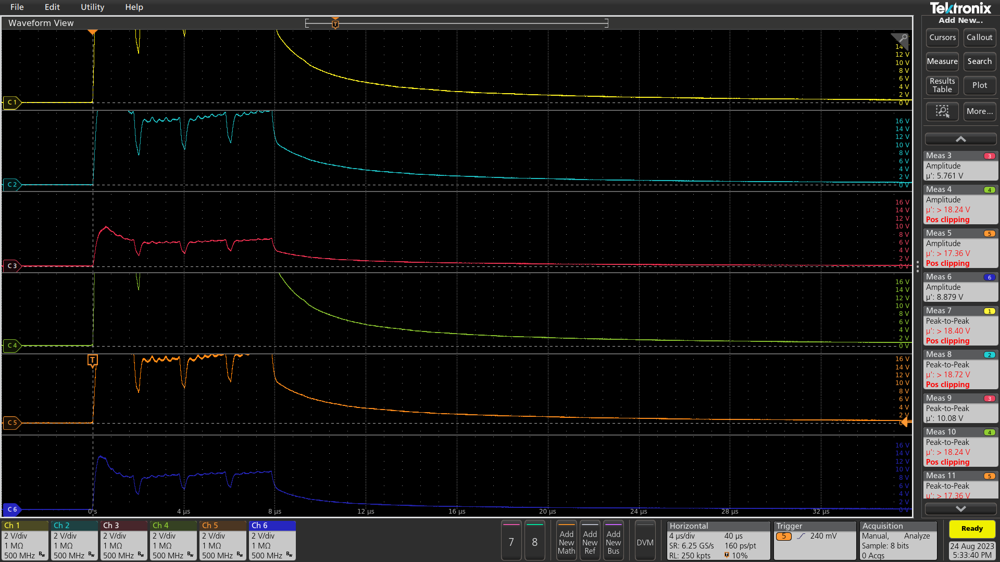 File Edit Utility Help
Tektronix
Waveform View
Add New...
Cursors Callout
Measure Search
Results Table Plot
More...
T
14
12 V
10 V
8 V
6 V
4 V
2 V
0 V
C 1
16 V
14 V
12 V
10 V
8 V
6 V
4 V
2 V
0 V
C 2
16 V
14 V
12 V
10 V
8 V
6 V
4 V
2 V
0 V
C 3
16 V
14 V
12 V
10 V
8 V
6 V
4 V
2 V
0 V
C 4
T
16 V
14 V
12 V
10 V
8 V
6 V
4 V
2 V
C 5
16 V
14 V
12 V
10 V
8 V
6 V
4 V
2 V
0 V
C 6
0 s 4 µs 8 µs 12 µs 16 µs 20 µs 24 µs 28 µs 32 µs
Meas 3 3
Amplitude
µ': 5.761 V
Meas 4 4
Amplitude
µ': > 18.24 V
Pos clipping
Meas 5 5
Amplitude
µ': > 17.36 V
Pos clipping
Meas 6 6
Amplitude
µ': 8.879 V
Meas 7 1
Peak-to-Peak
µ': > 18.40 V
Pos clipping
Meas 8 2
Peak-to-Peak
µ': > 18.72 V
Pos clipping
Meas 9 3
Peak-to-Peak
µ': 10.08 V
Meas 10 4
Peak-to-Peak
µ': > 18.24 V
Pos clipping
Meas 11 5
Peak-to-Peak
µ': > 17.36 V
Ch 1
2 V/div
1 MΩ
500 MHz Bw
Ch 2
2 V/div
1 MΩ
500 MHz Bw
Ch 3
2 V/div
1 MΩ
500 MHz Bw
Ch 4
2 V/div
1 MΩ
500 MHz Bw
Ch 5
2 V/div
1 MΩ
500 MHz Bw
Ch 6
2 V/div
1 MΩ
500 MHz Bw
7
8
Add
New
Math
Add
New
Ref
Add
New
Bus
DVM
Horizontal
4 µs/div 40 µs
SR: 6.25 GS/s 160 ps/pt
RL: 250 kpts T 10%
Trigger
5 240 mV
Acquisition
Manual, Analyze
Sample: 8 bits
0 Acqs
Ready
24 Aug 2023
5:33:40 PM